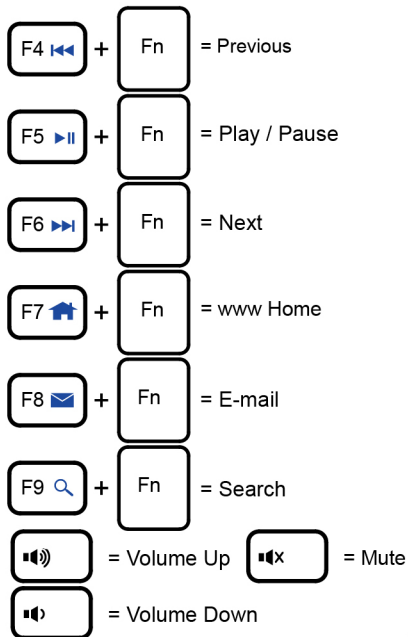 F4 + Fn = Previous
F5 + Fn = Play / Pause
F6 + Fn = Next
F7 + Fn = www Home
F8 + Fn = E-mail
F9 + Fn = Search
= Volume Up = Mute
= Volume Down